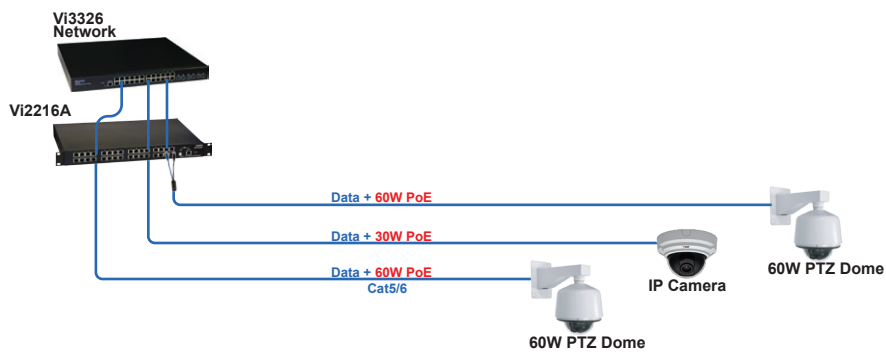 Vi3326
Network
Vi2216A
Data + 60W PoE
Data + 30W PoE
Data + 60W PoE
Cat5/6
60W PTZ Dome
IP Camera
60W PTZ Dome